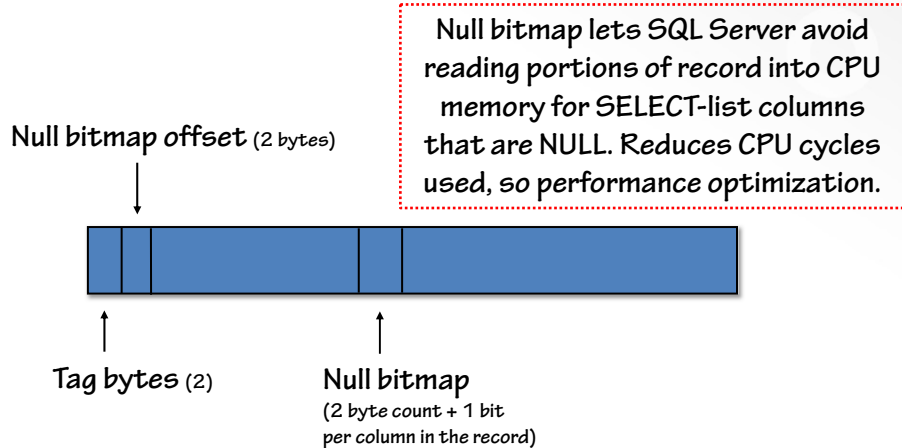 Null bitmap lets SQL Server avoid
reading portions of record into CPU
memory for SELECT-list columns
that are NULL. Reduces CPU cycles
used, so performance optimization.
Null bitmap offset (2 bytes)
Tag bytes (2)
Null bitmap
(2 byte count + 1 bit
per column in the record)